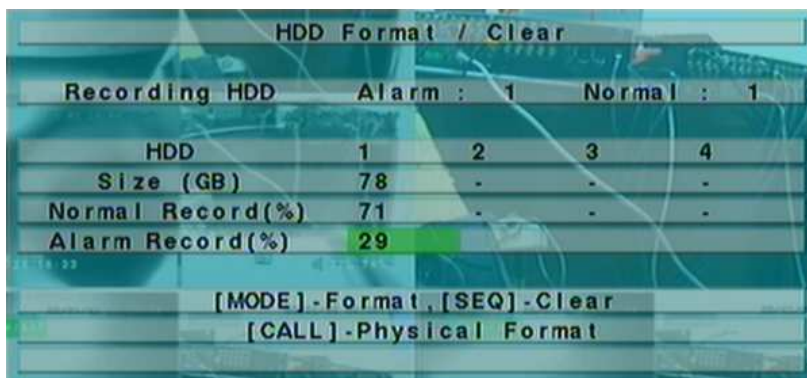 HDD Format / Clear
Recording HDD Alarm : 1 Normal : 1
HDD 1 2 3 4
Size (GB) 78 - - -
Normal Record(%) 71 - - -
Alarm Record(%) 29
[MODE]-Format,[SEQ]-Clear
[CALL]-Physical Format